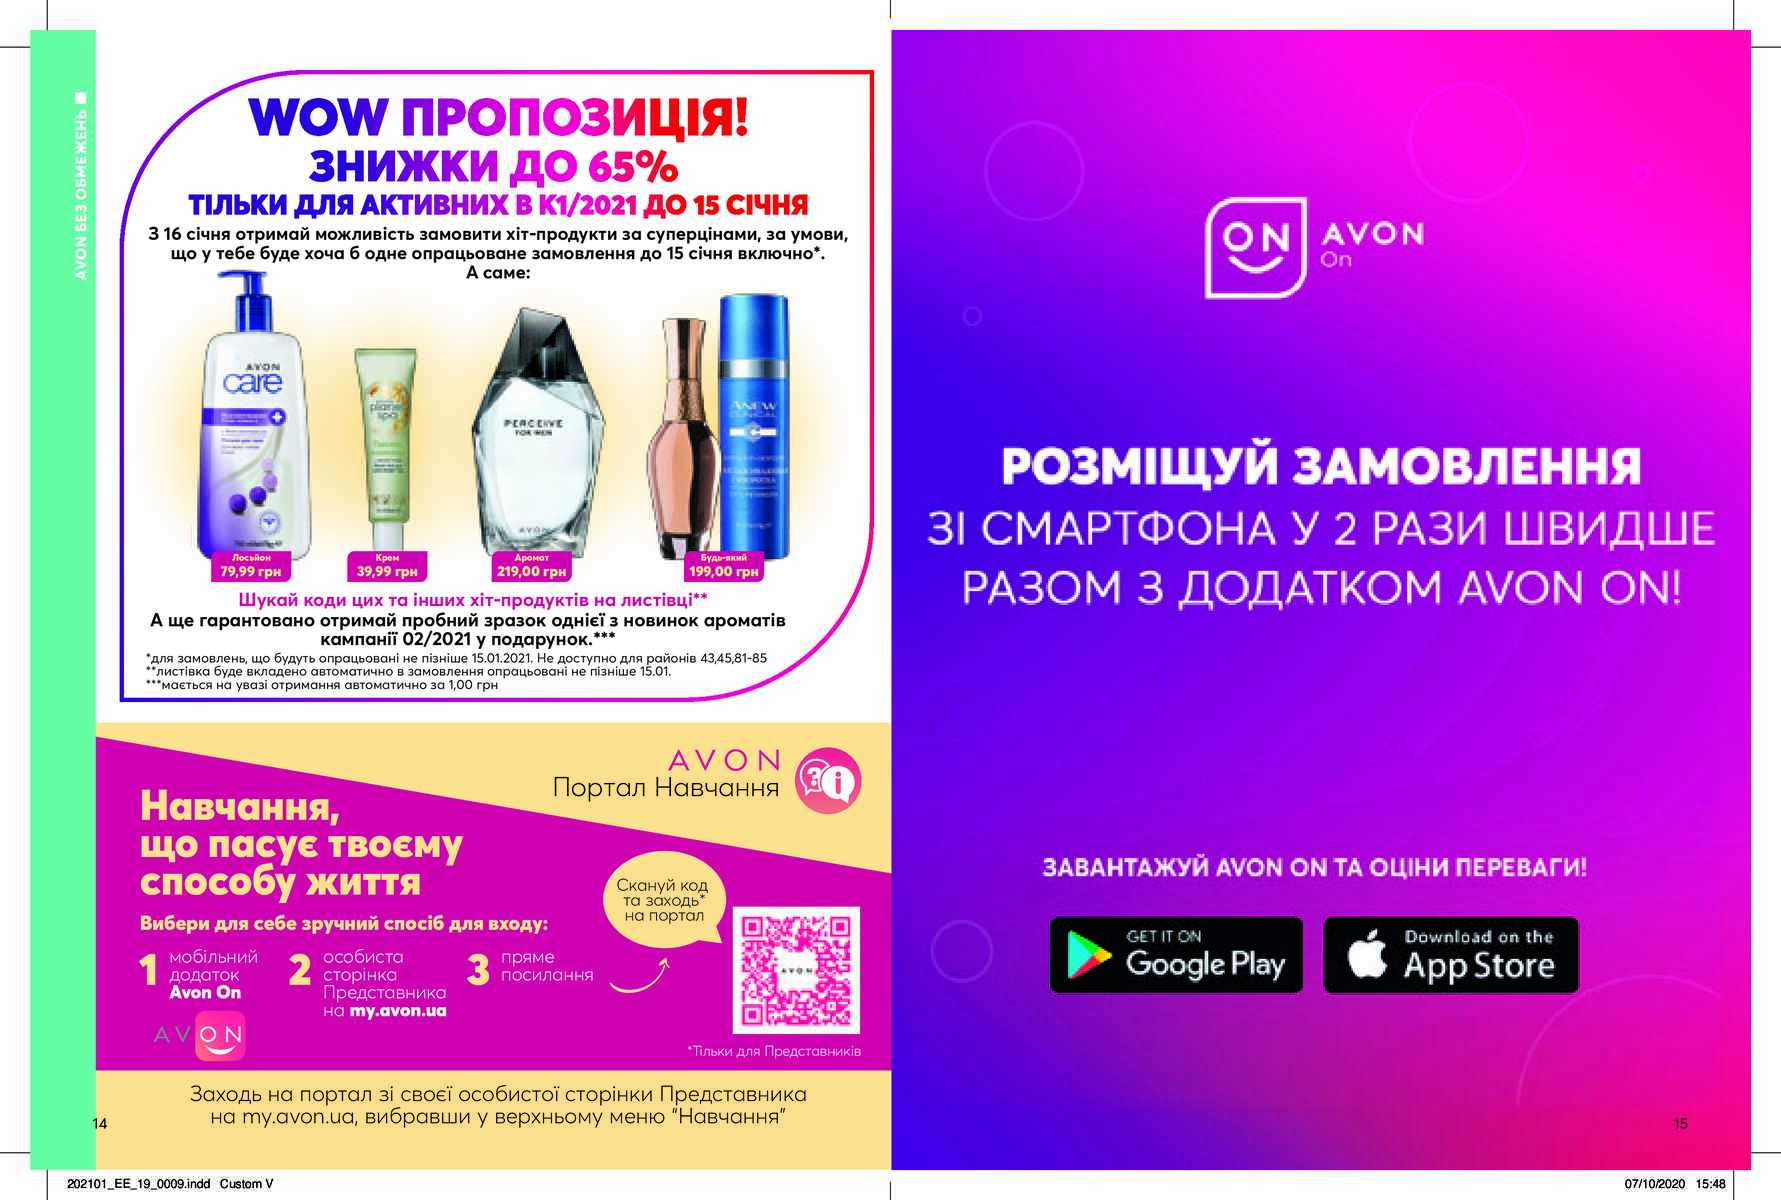 AVON БЕЗ ОБМЕЖЕНЬ
WOW ПРОПОЗИЦІЯ!
ЗНИЖКИ ДО 65%
ТІЛЬКИ ДЛЯ АКТИВНИХ В К1/2021 ДО 15 СІЧНЯ
З 16 січня отримай можливість замовити хіт-продукти за суперцінами, за умови,
що у тебе буде хоча б одне опрацьоване замовлення до 15 січня включно*.
А саме:
AVON
care
planet
spa
PERCEIVE
FOR MEN
AVON
ANEW
CLINICAL
Лосьйон
79,99 грн
Крем
39,99 грн
Аромат
219,00 грн
Будь-який
199,00 грн
Шукай коди цих та інших хіт-продуктів на листівці**
А ще гарантовано отримай пробний зразок однієї з новинок ароматів
кампанії 02/2021 у подарунок.***
*для замовлень, що будуть опрацьовані не пізніше 15.01.2021. Не доступно для районів 43,45,81-85
**листівка буде вкладено автоматично в замовлення опрацьовані не пізніше 15.01.
***мається на увазі отримання автоматично за 1,00 грн
AVON
Портал Навчання
Навчання,
що пасує твоєму
способу життя
Вибери для себе зручний спосіб для входу:
1 мобільний
додаток
Avon On
AVON
2 особиста
сторінка
Представника
на my.avon.ua
3 пряме
посилання
Скануй код
та заходь*
на портал
AVON
*Тільки для Представників
Заходь на портал зі своєї особистої сторінки Представника
на my.avon.ua, вибравши у верхньому меню “Навчання”
14
ON AVON
On
РОЗМІЩУЙ ЗАМОВЛЕННЯ
ЗІ СМАРТФОНА У 2 РАЗИ ШВИДШЕ
РАЗОМ З ДОДАТКОМ AVON ON!
ЗАВАНТАЖУЙ AVON ON ТА ОЦІНИ ПЕРЕВАГИ!
GET IT ON
Google Play
Download on the
App Store
15
202101_EE_19_0009.indd Custom V
07/10/2020 15:48